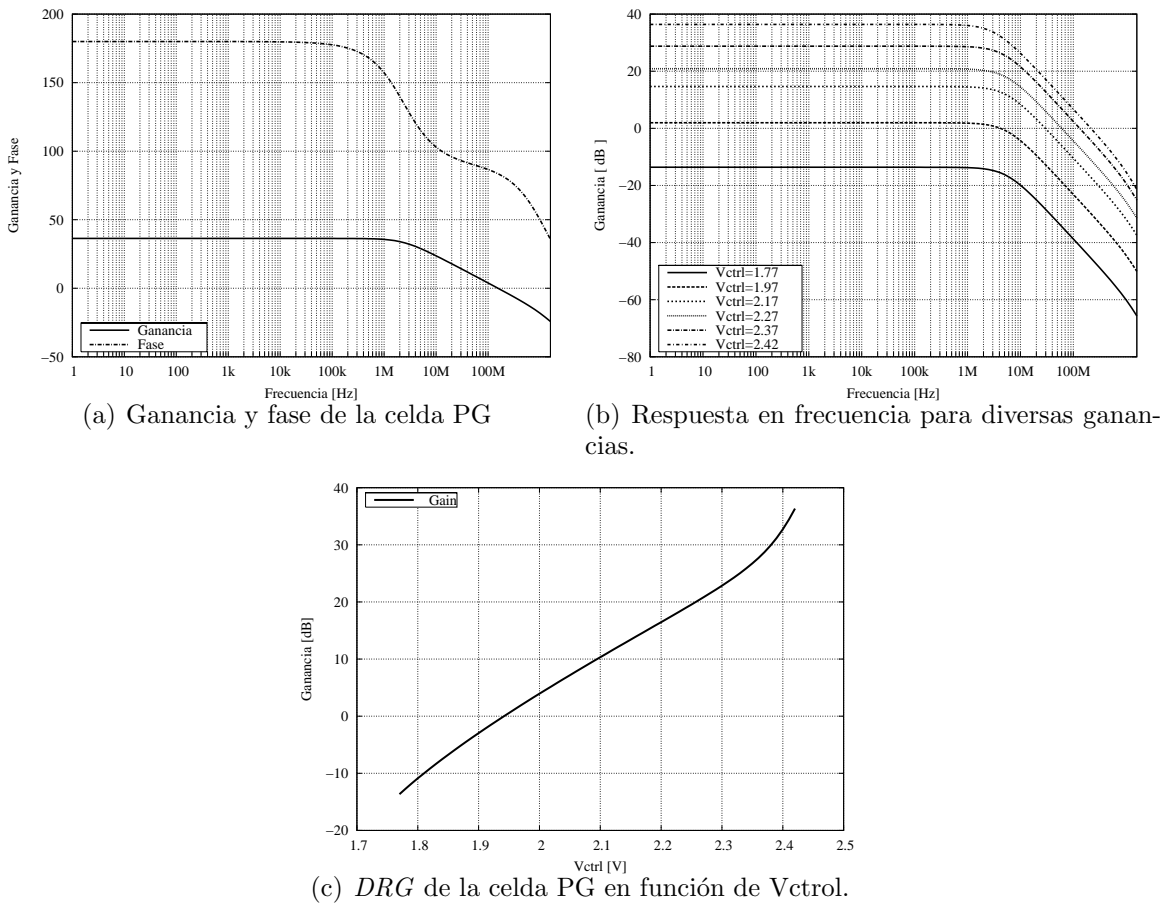 200
150
100
50
0
−50
Ganancia y Fase
Ganancia
Fase
1 10 100 1k 10k 100k 1M 10M 100M
Frecuencia [Hz]
(a) Ganancia y fase de la celda PG
40
20
0
−20
−40
−60
−80
Ganancia [ dB ]
Vctrl=1.77
Vctrl=1.97
Vctrl=2.17
Vctrl=2.27
Vctrl=2.37
Vctrl=2.42
1 10 100 1k 10k 100k 1M 10M 100M
Frecuencia [Hz]
(b) Respuesta en frecuencia para diversas ganan-
cias.
40
30
20
10
0
−10
−20
Ganancia [dB]
Gain
1.7 1.8 1.9 2 2.1 2.2 2.3 2.4 2.5
Vctrl [V]
(c) DRG de la celda PG en función de Vctrol.